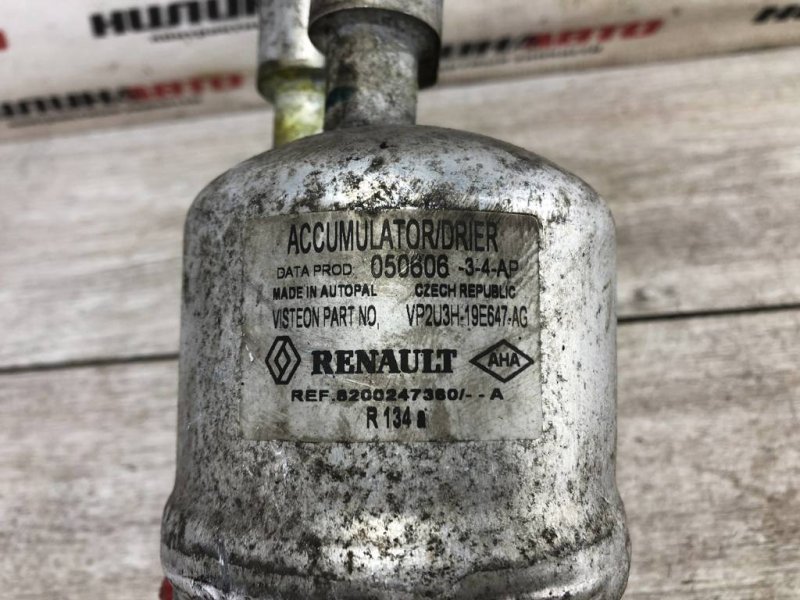 НИЛИНАВТО
ACCUMULATOR/DRIER
DATA PROD. 050606 -3-4-AP
MADE IN AUTOPAL CZECH REPUBLIC
VISTEON PART NO, VP2U3H-19E647-AG
RENAULT AHA
REF.8200247360/--A
R 134 a